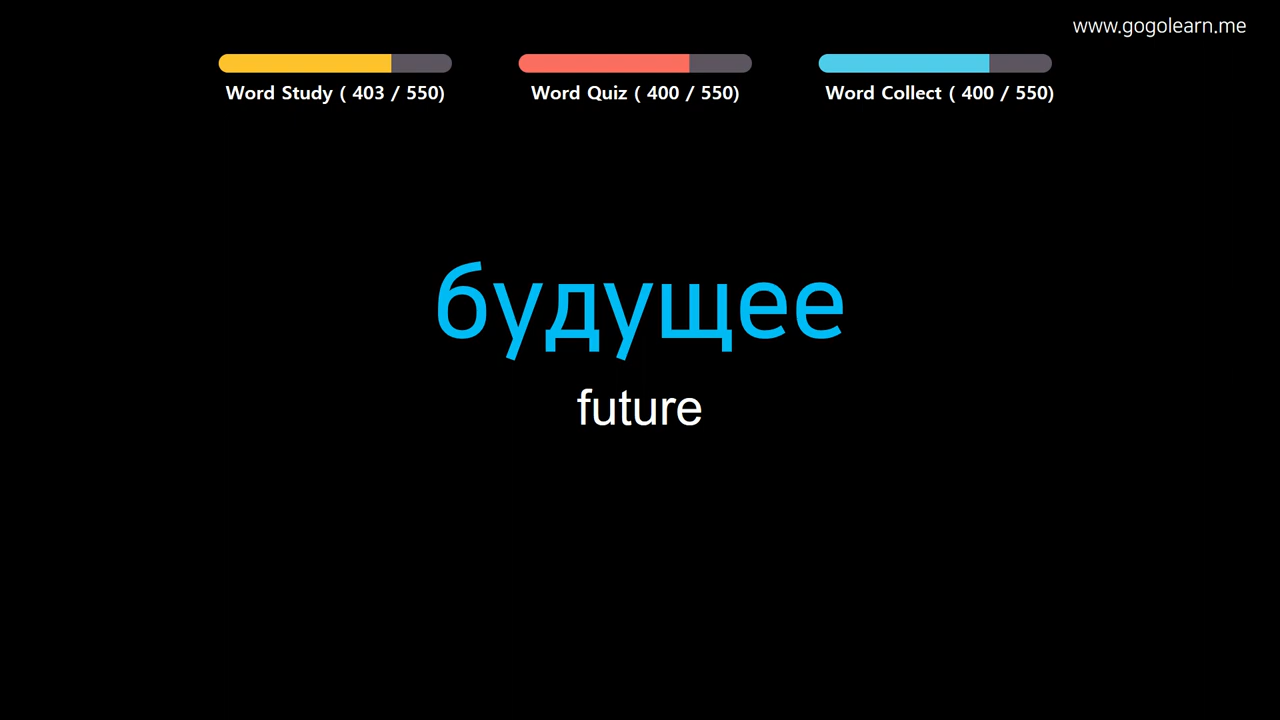 www.gogolearn.me
Word Study ( 403 / 550)
Word Quiz ( 400 / 550)
Word Collect ( 400 / 550)
будущее
future